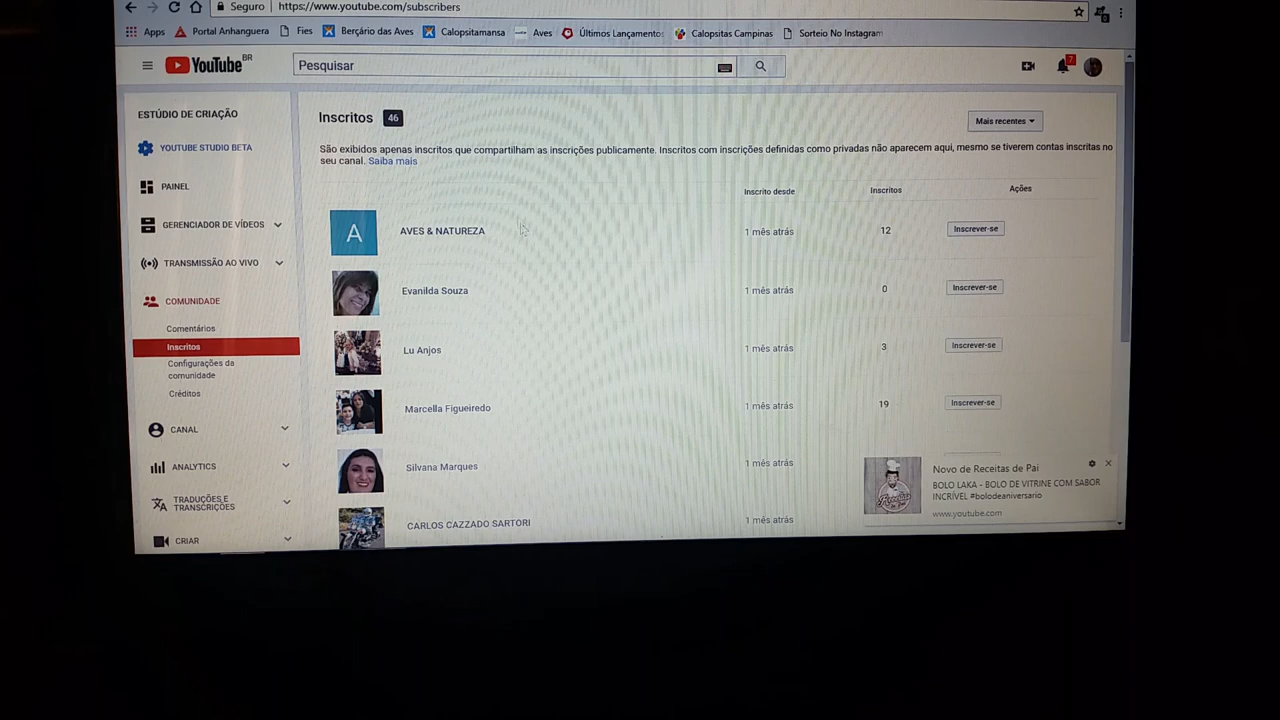 Seguro https://www.youtube.com/subscribers
Apps Portal Anhanguera Fies Berçário das Aves Calopsitamansa Aves Últimos Lançamentos Calopsitas Campinas Sorteio No Instagram
YouTube BR Pesquisar 7
ESTÚDIO DE CRIAÇÃO
YOUTUBE STUDIO BETA
PAINEL
GERENCIADOR DE VÍDEOS
TRANSMISSÃO AO VIVO
COMUNIDADE
Comentários
Inscritos
Configurações da
comunidade
Créditos
CANAL
ANALYTICS
TRADUÇÕES E
TRANSCRIÇÕES
CRIAR
Inscritos 46 Mais recentes
São exibidos apenas inscritos que compartilham as inscrições publicamente. Inscritos com inscrições definidas como privadas não aparecem aqui, mesmo se tiverem contas inscritas no
seu canal. Saiba mais
Inscrito desde Inscritos Ações
A AVES & NATUREZA 1 mês atrás 12 Inscrever-se
Evanilda Souza 1 mês atrás 0 Inscrever-se
Lu Anjos 1 mês atrás 3 Inscrever-se
Marcella Figueiredo 1 mês atrás 19 Inscrever-se
Silvana Marques 1 mês atrás
CARLOS CAZZADO SARTORI 1 mês atrás
Novo de Receitas de Pai
BOLO LAKA - BOLO DE VITRINE COM SABOR
INCRÍVEL #bolodeaniversario
www.youtube.com